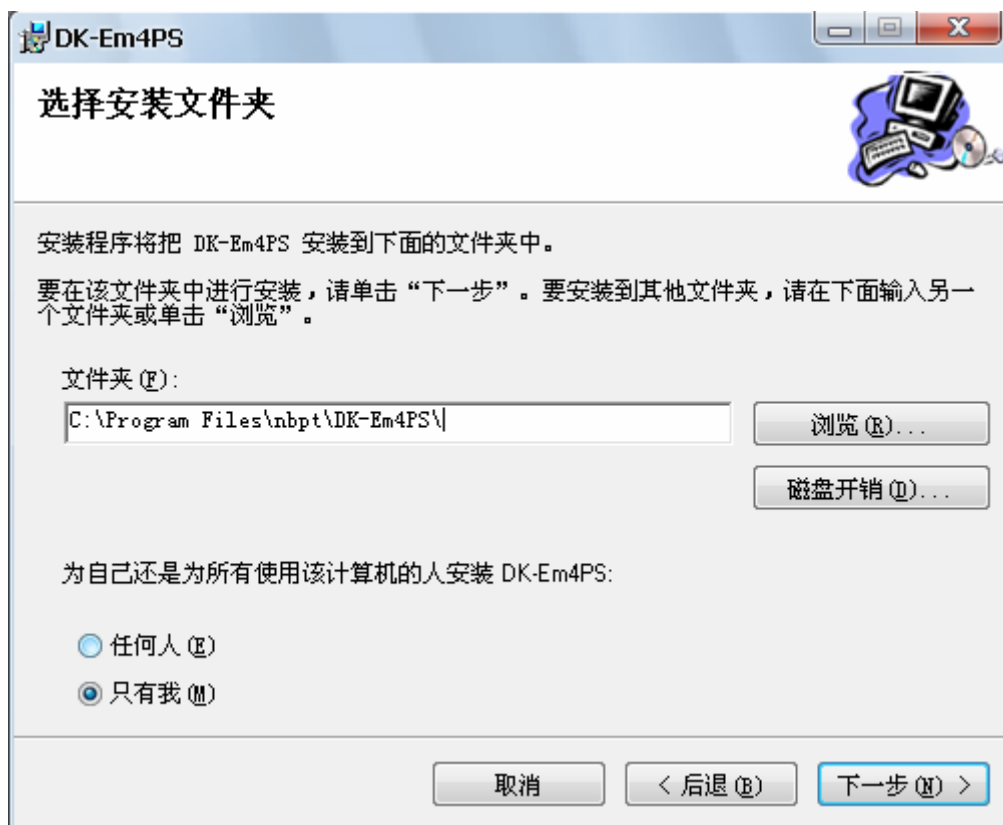 DK-Em4PS
选择安装文件夹
安装程序将把 DK-Em4PS 安装到下面的文件夹中。
要在该文件夹中进行安装，请单击“下一步”。要安装到其他文件夹，请在下面输入另一
个文件夹或单击“浏览”。
文件夹(F):
C:\Program Files\nbpt\DK-Em4PS\
浏览(R)...
磁盘开销(D)...
为自己还是为所有使用该计算机的人安装 DK-Em4PS:
任何人(E)
只有我(M)
取消
< 后退(B)
下一步(N) >